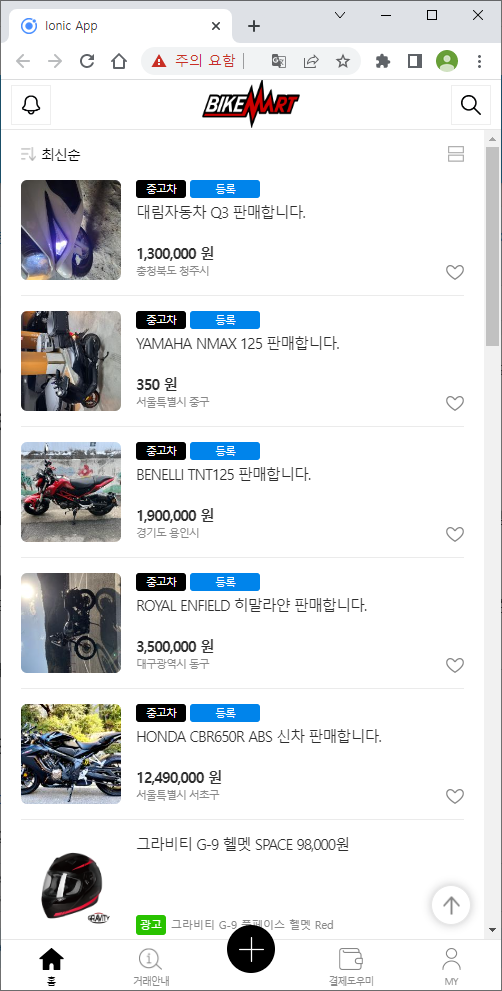 Ionic App
주의 요함
BIKEMART
최신순
중고차 등록
대림자동차 Q3 판매합니다.
1,300,000 원
충청북도 청주시
중고차 등록
YAMAHA NMAX 125 판매합니다.
350 원
서울특별시 중구
중고차 등록
BENELLI TNT125 판매합니다.
1,900,000 원
경기도 용인시
중고차 등록
ROYAL ENFIELD 히말라얀 판매합니다.
3,500,000 원
대구광역시 동구
중고차 등록
HONDA CBR650R ABS 신차 판매합니다.
12,490,000 원
서울특별시 서초구
그라비티 G-9 헬멧 SPACE 98,000원
GRAVITY
광고 그라비티 G-9 풀페이스 헬멧 Red
홈 거래안내 결제도우미 MY